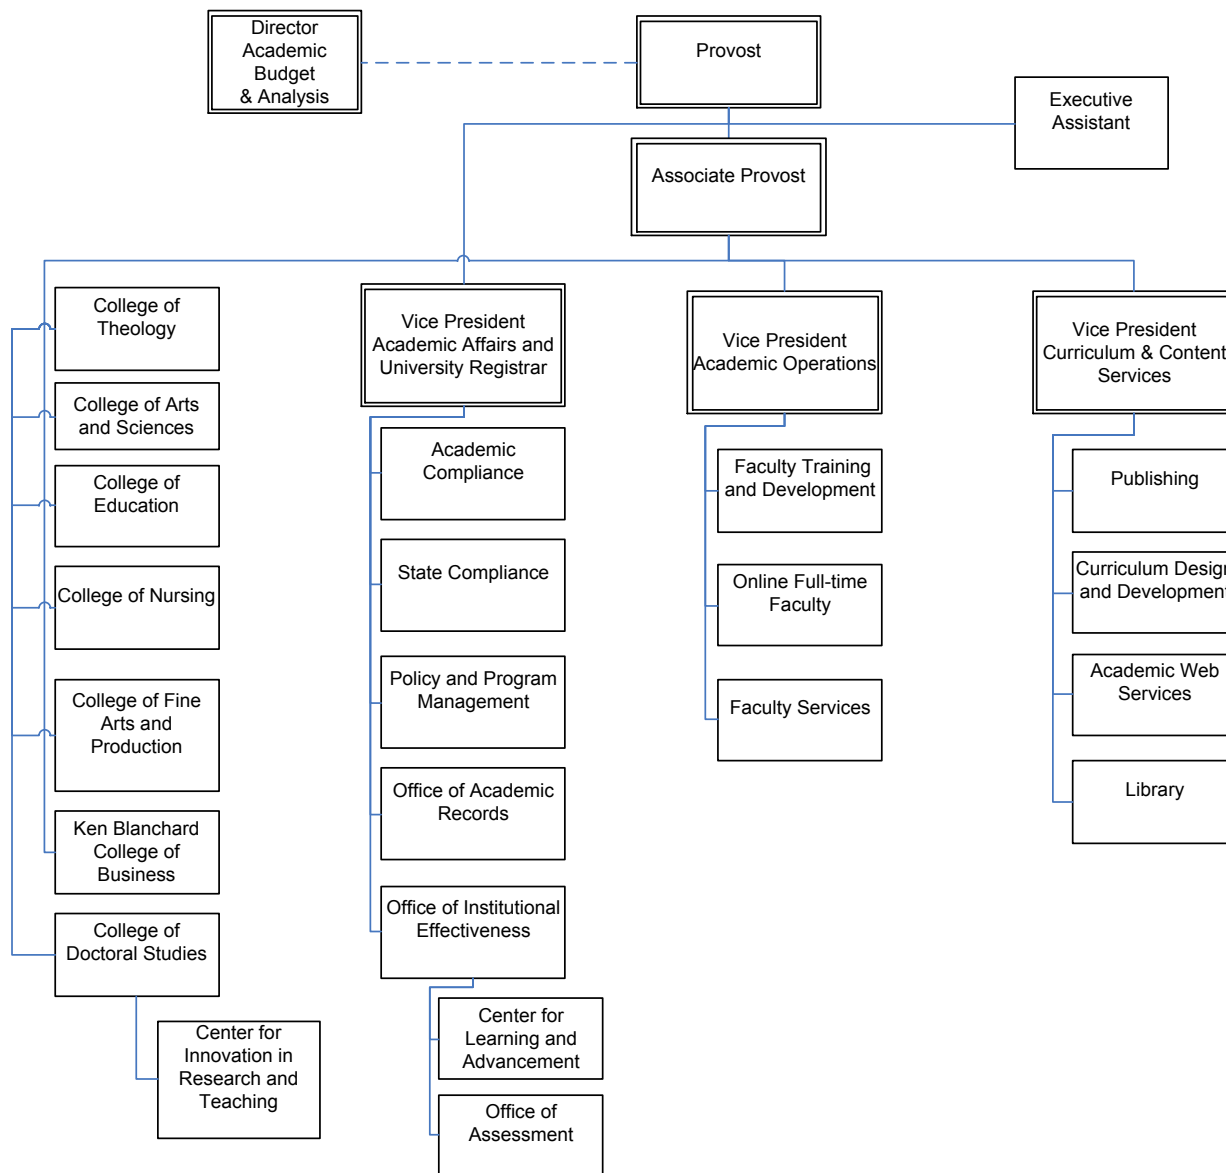 Director
Academic
Budget
& Analysis
Provost
Executive
Assistant
Associate Provost
College of
Theology
College of Arts
and Sciences
College of
Education
College of Nursing
College of Fine
Arts and
Production
Ken Blanchard
College of
Business
College of
Doctoral Studies
Center for
Innovation in
Research and
Teaching
Vice President
Academic Affairs and
University Registrar
Academic
Compliance
State Compliance
Policy and Program
Management
Office of Academic
Records
Office of Institutional
Effectiveness
Center for
Learning and
Advancement
Office of
Assessment
Vice President
Academic Operations
Faculty Training
and Development
Online Full-time
Faculty
Faculty Services
Vice President
Curriculum & Content
Services
Publishing
Curriculum Design
and Development
Academic Web
Services
Library